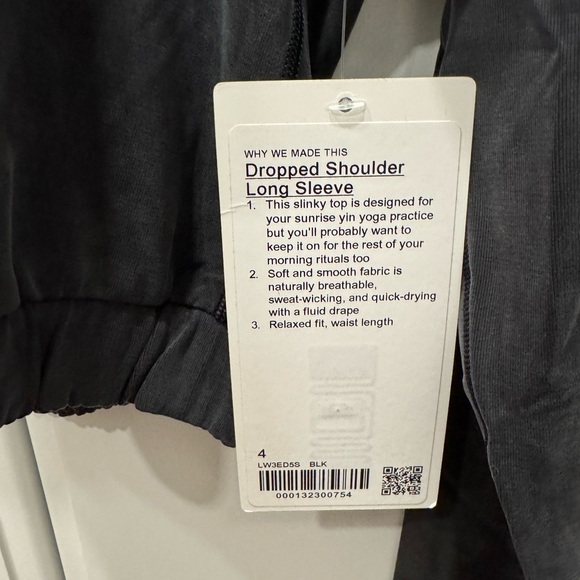 WHY WE MADE THIS
Dropped Shoulder
Long Sleeve
1. This slinky top is designed for
your sunrise yin yoga practice
but you'll probably want to
keep it on for the rest of your
morning rituals too
2. Soft and smooth fabric is
naturally breathable,
sweat-wicking, and quick-drying
with a fluid drape
3. Relaxed fit, waist length
4
LW3ED5S BLK
000132300754